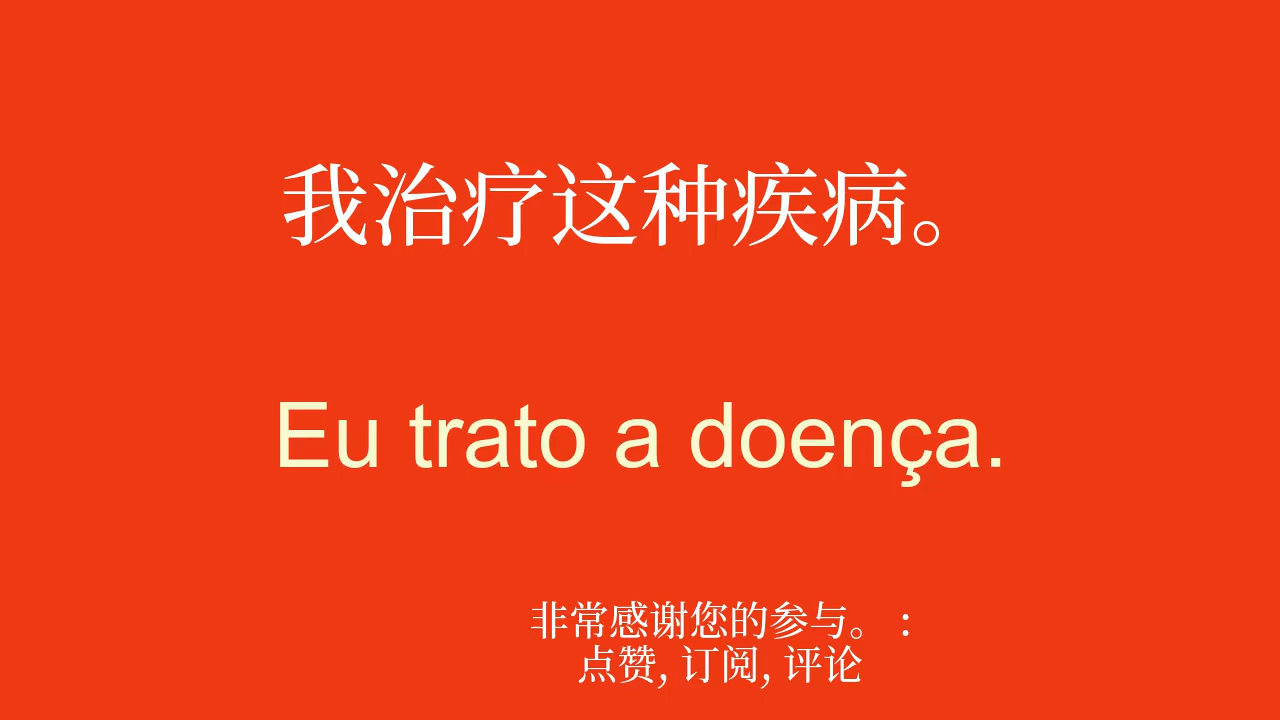 我治疗这种疾病。
Eu trato a doença.
非常感谢您的参与。 :
点赞, 订阅, 评论